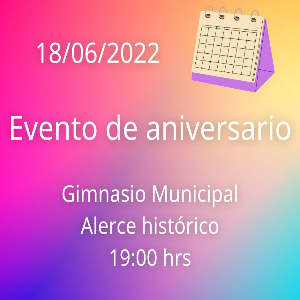 18/06/2022
Evento de aniversario
Gimnasio Municipal
Alerce histórico
19:00 hrs